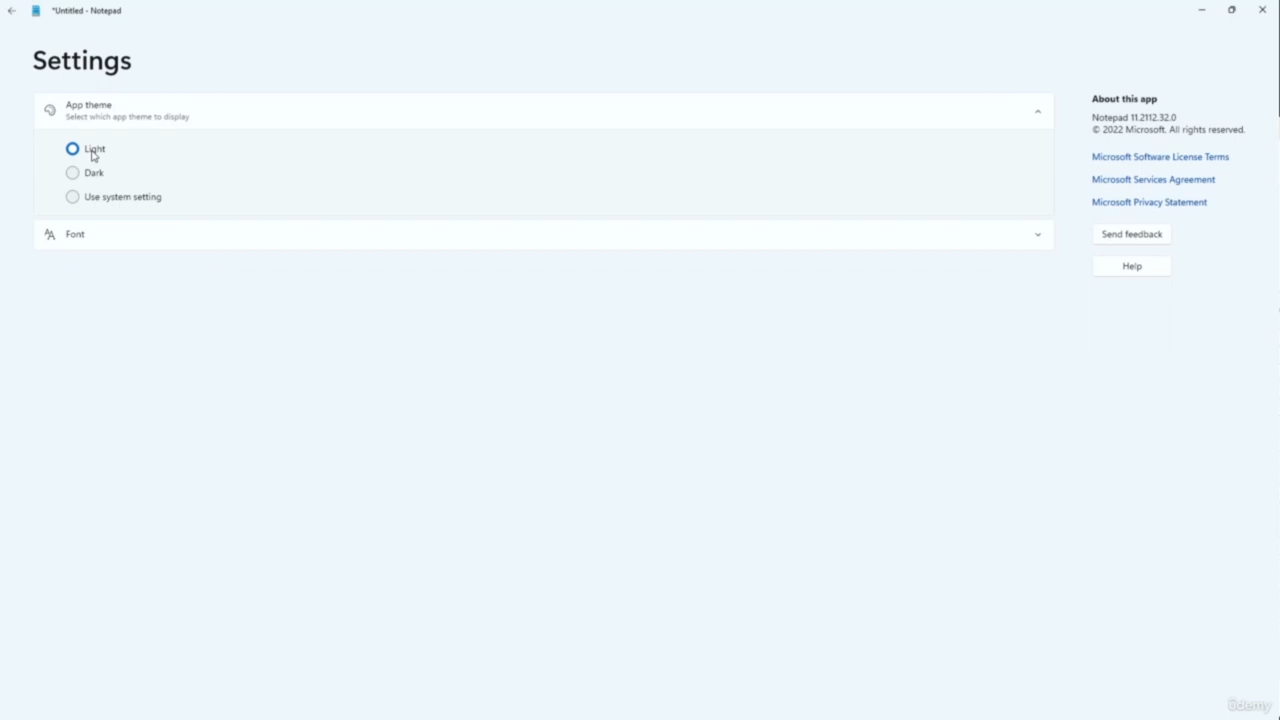 *Untitled - Notepad
Settings
App theme
Select which app theme to display
Light
Dark
Use system setting
Font
About this app
Notepad 11.2112.32.0
© 2022 Microsoft. All rights reserved.
Microsoft Software License Terms
Microsoft Services Agreement
Microsoft Privacy Statement
Send feedback
Help
ûdemy